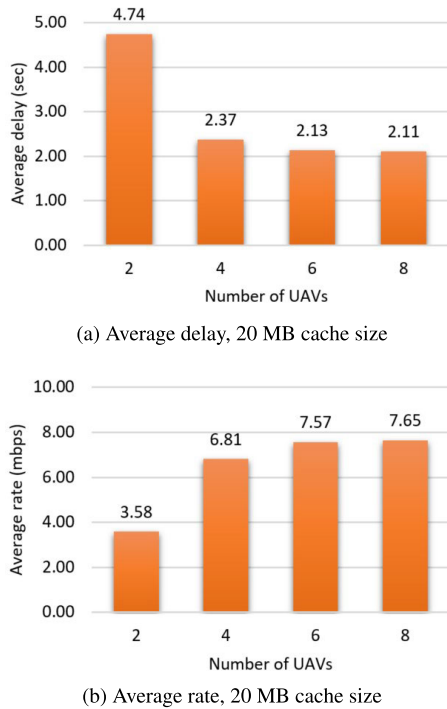 5.00
4.00
3.00
2.00
1.00
0.00
Average delay (sec)
4.74
2.37
2.13
2.11
2 4 6 8
Number of UAVs
(a) Average delay, 20 MB cache size
10.00
8.00
6.00
4.00
2.00
0.00
Average rate (mbps)
3.58
6.81
7.57
7.65
2 4 6 8
Number of UAVs
(b) Average rate, 20 MB cache size